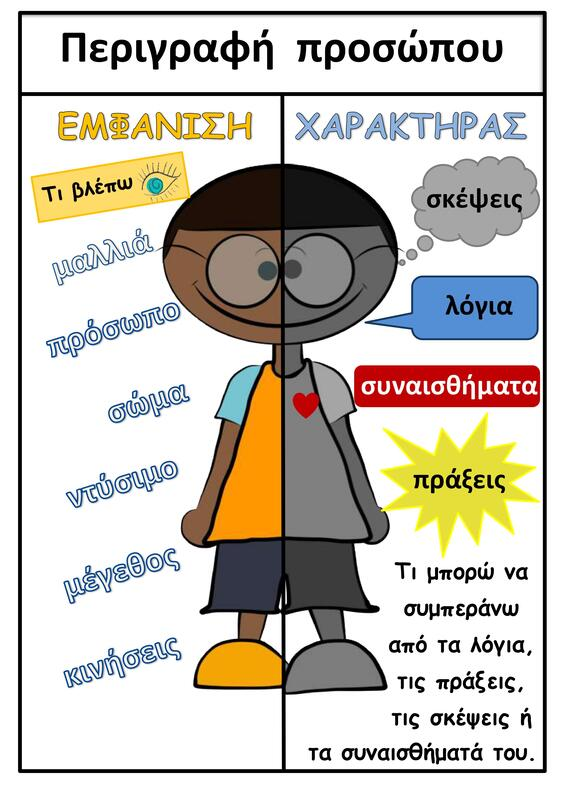 Περιγραφή προσώπου
ΕΜΦΑΝΙΣΗ
Τι βλέπω
μαλλιά
πρόσωπο
σώμα
ντύσιμο
μέγεθος
κινήσεις
ΧΑΡΑΚΤΗΡΑΣ
σκέψεις
λόγια
συναισθήματα
πράξεις
Τι μπορώ να
συμπεράνω
από τα λόγια,
τις πράξεις,
τις σκέψεις ή
τα συναισθήματά του.